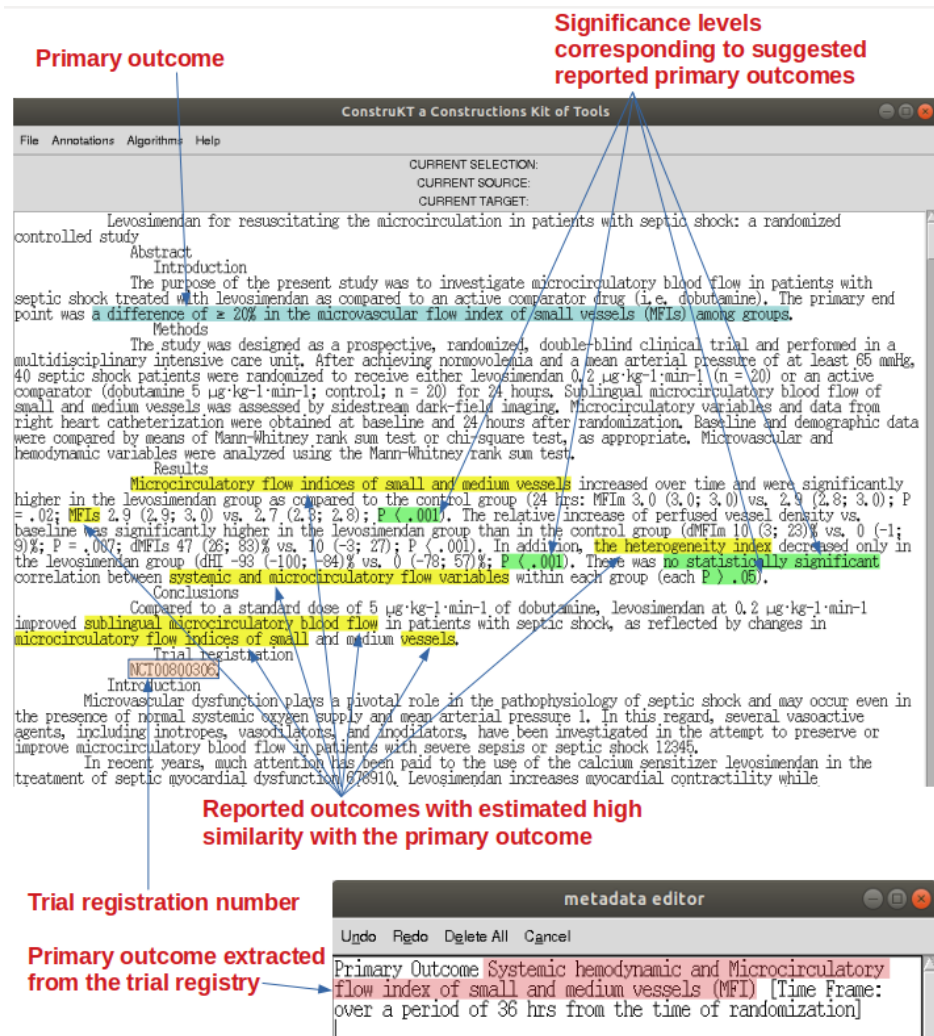 Significance levels
corresponding to suggested
reported primary outcomes
Primary outcome
ConstruKT a Constructions Kit of Tools
File Annotations Algorithms Help
CURRENT SELECTION:
CURRENT SOURCE:
CURRENT TARGET:
Levosimendan for resuscitating the microcirculation in patients with septic shock: a randomized
controlled study
Abstract
Introduction
The purpose of the present study was to investigate microcirculatory blood flow in patients with
septic shock treated with levosimendan as compared to an active comparator drug (i.e. dobutamine). The primary end
point was a difference of ≥ 20% in the microvascular flow index of small vessels (MFIs) among groups.
Methods
The study was designed as a prospective, randomized, double-blind clinical trial and performed in a
multidisciplinary intensive care unit. After achieving normovolemia and a mean arterial pressure of at least 65 mmHg,
40 septic shock patients were randomized to receive either levosimendan 0.2 μg·kg-1·min-1 (n = 20) or an active
comparator (dobutamine 5 μg·kg-1·min-1; control; n = 20) for 24 hours. Sublingual microcirculatory blood flow of
small and medium vessels was assessed by sidestream dark-field imaging. Microcirculatory variables and data from
right heart catheterization were obtained at baseline and 24 hours after randomization. Baseline and demographic data
were compared by means of Mann-Whitney rank sum test or chi-square test, as appropriate. Microvascular and
hemodynamic variables were analyzed using the Mann-Whitney rank sum test.
Results
Microcirculatory flow indices of small and medium vessels increased over time and were significantly
higher in the levosimendan group as compared to the control group (24 hrs: MFIm 3.0 (3.0; 3.0) vs. 2.9 (2.8; 3.0); P
= .02; MFIs 2.9 (2.9; 3.0) vs. 2.7 (2.3; 2.8); P < .001). The relative increase of perfused vessel density vs.
baseline was significantly higher in the levosimendan group than in the control group (dMFIm 10 (3; 23)% vs. 0 (-1;
9)%; P = .007; dMFIs 47 (26; 83)% vs. 10 (-3; 27); P < .001). In addition, the heterogeneity index decreased only in
the levosimendan group (dHI -93 (-100; -84)% vs. 0 (-78; 57)%; P < .001). There was no statistically significant
correlation between systemic and microcirculatory flow variables within each group (each P > .05).
Conclusions
Compared to a standard dose of 5 μg·kg-1·min-1 of dobutamine, levosimendan at 0.2 μg·kg-1·min-1
improved sublingual microcirculatory blood flow in patients with septic shock, as reflected by changes in
microcirculatory flow indices of small and medium vessels.
Trial registration
NCT00800306.
Introduction
Microvascular dysfunction plays a pivotal role in the pathophysiology of septic shock and may occur even in
the presence of normal systemic oxygen supply and mean arterial pressure 1. In this regard, several vasoactive
agents, including inotropes, vasodilators, and inodilators, have been investigated in the attempt to preserve or
improve microcirculatory blood flow in patients with severe sepsis or septic shock 12345.
In recent years, much attention has been paid to the use of the calcium sensitizer levosimendan in the
treatment of septic myocardial dysfunction 678910. Levosimendan increases myocardial contractility while
Reported outcomes with estimated high
similarity with the primary outcome
Trial registration number
metadata editor
Undo Redo Delete All Cancel
Primary outcome extracted
from the trial registry
Primary Outcome Systemic hemodynamic and Microcirculatory
flow index of small and medium vessels (MFI) [Time Frame:
over a period of 36 hrs from the time of randomization]